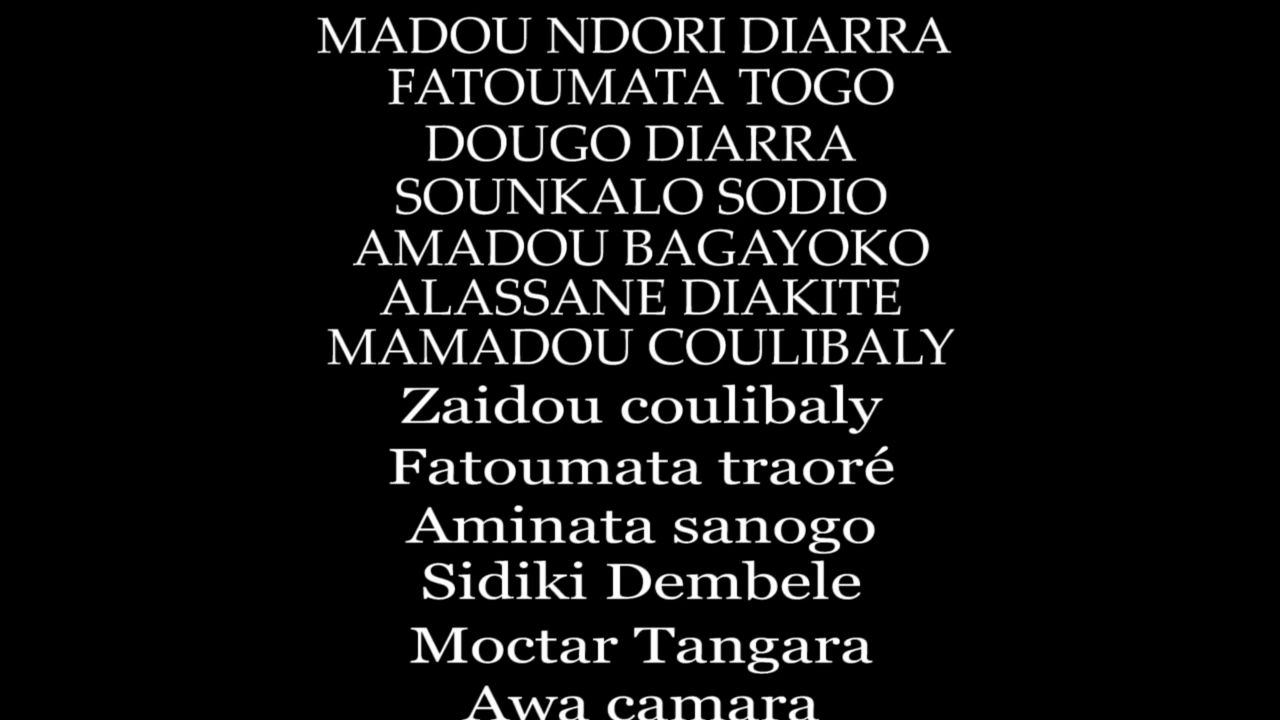 MADOU NDORI DIARRA
FATOUMATA TOGO
DOUGO DIARRA
SOUNKALO SODIO
AMADOU BAGAYOKO
ALASSANE DIAKITE
MAMADOU COULIBALY
Zaidou coulibaly
Fatoumata traoré
Aminata sanogo
Sidiki Dembele
Moctar Tangara
Awa camara